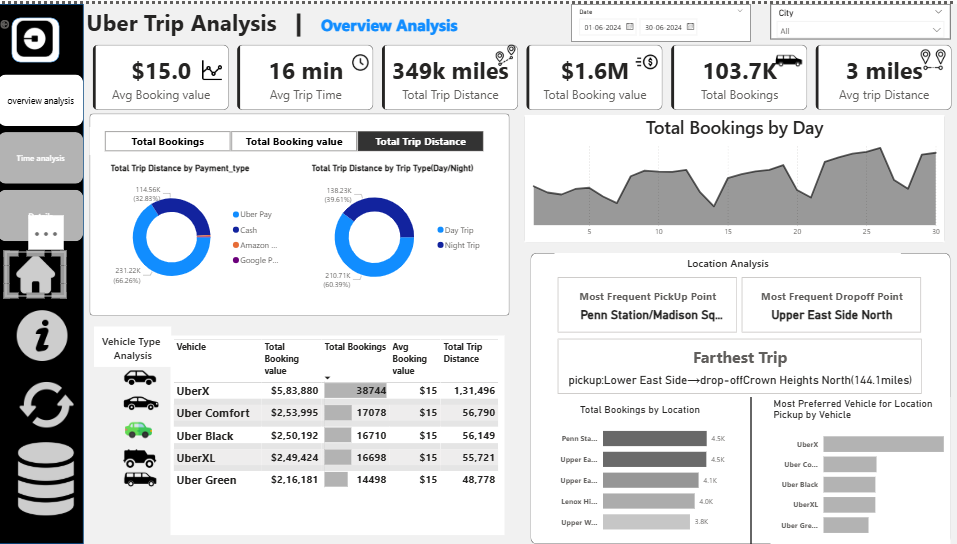 Uber Trip Analysis | Overview Analysis
Date
01-06-2024
30-06-2024
City
All
overview analysis
Time analysis
$15.0
Avg Booking value
16 min
Avg Trip Time
349k miles
Total Trip Distance
$1.6M
Total Booking value
103.7K
Total Bookings
3 miles
Avg trip Distance
Total Bookings
Total Booking value
Total Trip Distance
Total Trip Distance by Payment_type
114.56K
(32.83%)
231.22K
(66.26%)
Uber Pay
Cash
Amazon ...
Google P...
Total Trip Distance by Trip Type(Day/Night)
138.23K
(39.61%)
210.71K
(60.39%)
Day Trip
Night Trip
Total Bookings by Day
5 10 15 20 25 30
Vehicle Type
Analysis
Vehicle Total Booking value Total Bookings Avg Booking value Total Trip Distance
UberX $5,83,880 38744 $15 1,31,496
Uber Comfort $2,53,995 17078 $15 56,790
Uber Black $2,50,192 16710 $15 56,149
UberXL $2,49,424 16698 $15 55,721
Uber Green $2,16,181 14498 $15 48,778
Location Analysis
Most Frequent PickUp Point
Penn Station/Madison Sq...
Most Frequent Dropoff Point
Upper East Side North
Farthest Trip
pickup:Lower East Side→drop-offCrown Heights North(144.1miles)
Total Bookings by Location
Penn Sta... 4.5K
Upper Ea... 4.5K
Upper Ea... 4.1K
Lenox Hi... 4.0K
Upper W... 3.8K
Most Preferred Vehicle for Location
Pickup by Vehicle
UberX
Uber Co...
Uber Black
UberXL
Uber Gre...